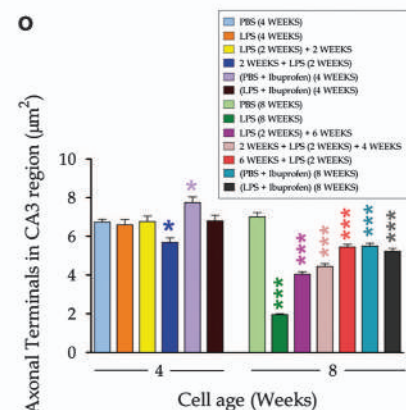 O
PBS (4 WEEKS)
LPS (4 WEEKS)
LPS (2 WEEKS) + 2 WEEKS
2 WEEKS + LPS (2 WEEKS)
(PBS + Ibuprofen) (4 WEEKS)
(LPS + Ibuprofen) (4 WEEKS)
PBS (8 WEEKS)
LPS (8 WEEKS)
LPS (2 WEEKS) + 6 WEEKS
2 WEEKS + LPS (2 WEEKS) + 4 WEEKS
6 WEEKS + LPS (2 WEEKS)
(PBS + Ibuprofen) (8 WEEKS)
(LPS + Ibuprofen) (8 WEEKS)
Axonal Terminals in CA3 region (μm²)
10
8
6
4
2
0
* *
*** *** *** *** *** ***
4 8
Cell age (Weeks)